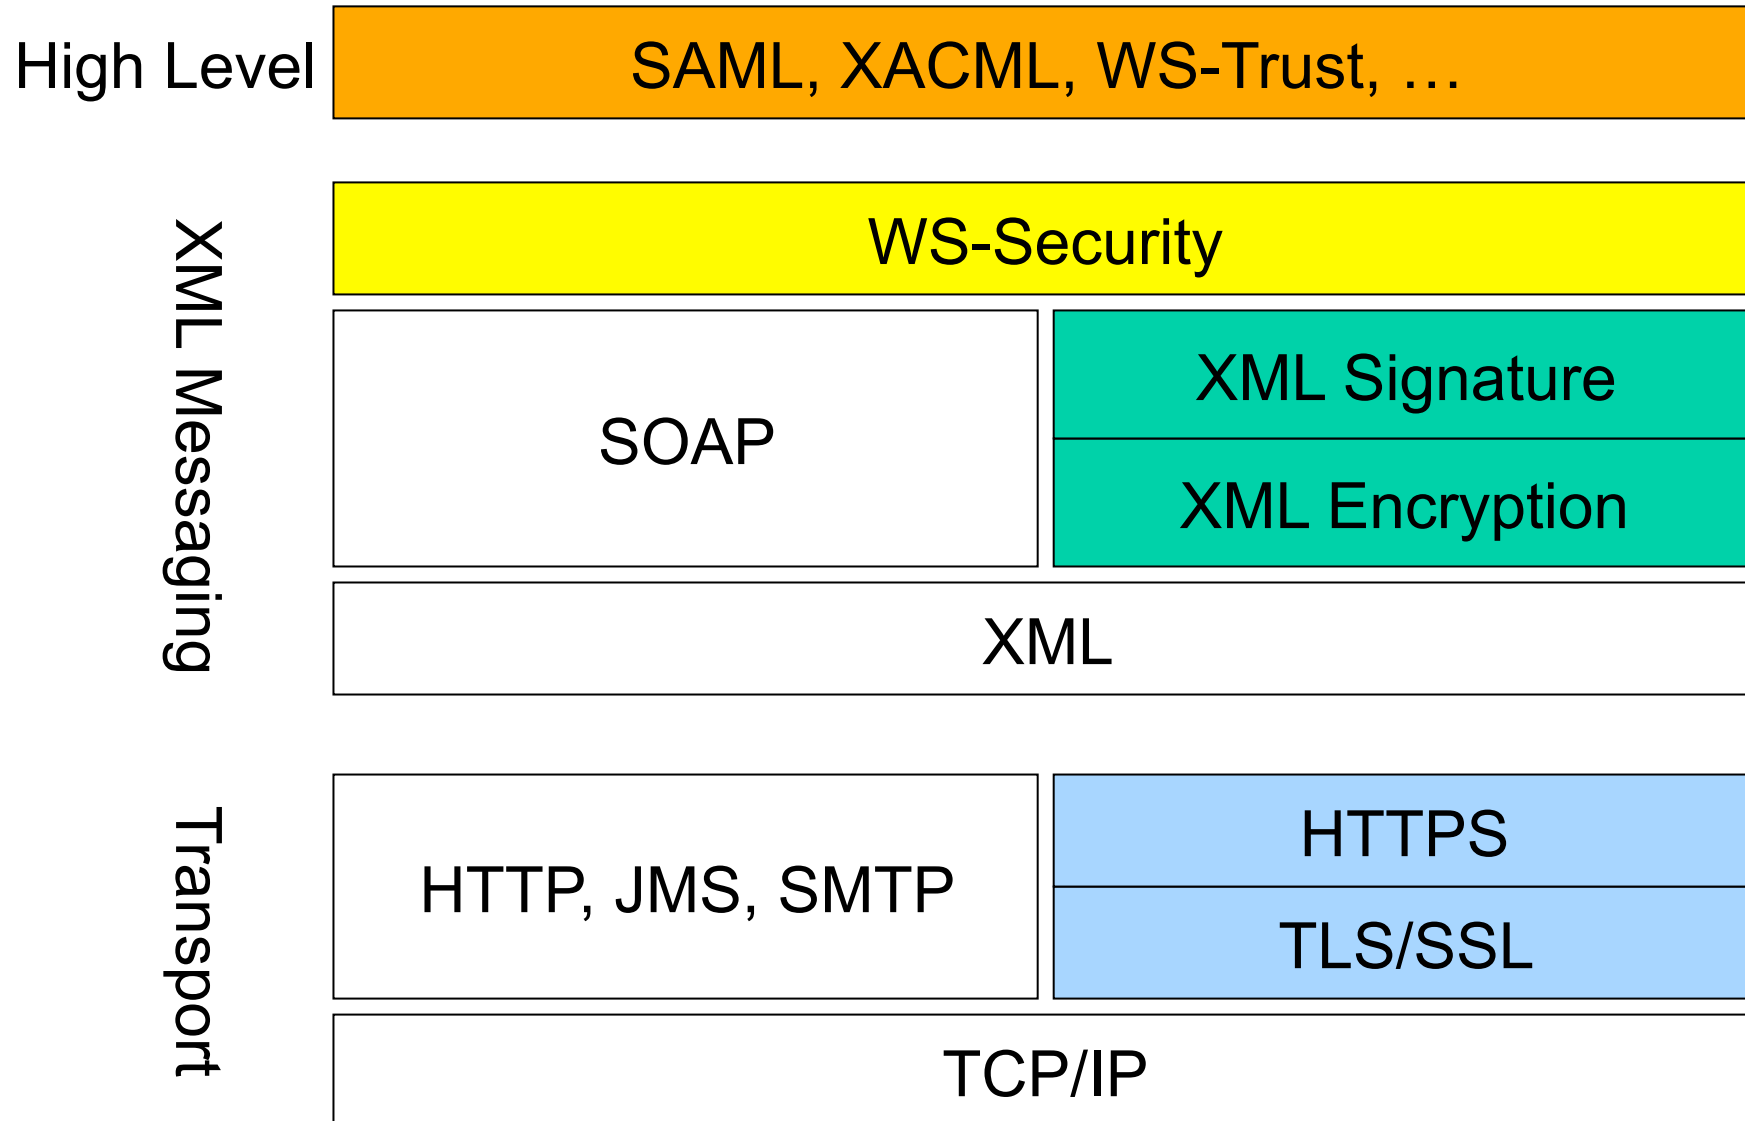 High Level
SAML, XACML, WS-Trust, …
XML Messaging
WS-Security
SOAP
XML Signature
XML Encryption
XML
Transport
HTTP, JMS, SMTP
HTTPS
TLS/SSL
TCP/IP